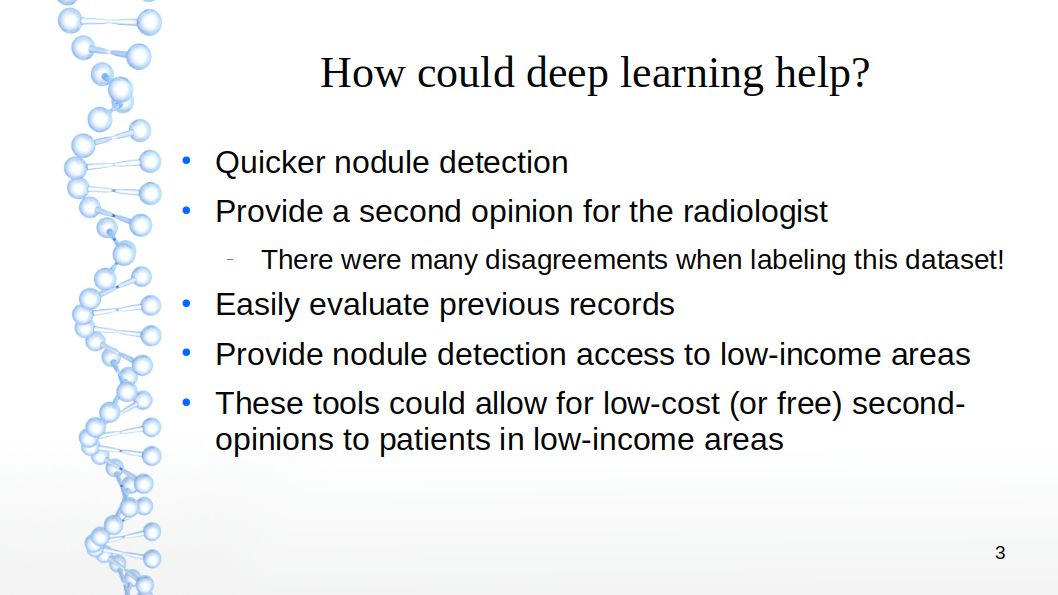 How could deep learning help?
• Quicker nodule detection
• Provide a second opinion for the radiologist
– There were many disagreements when labeling this dataset!
• Easily evaluate previous records
• Provide nodule detection access to low-income areas
• These tools could allow for low-cost (or free) second-
opinions to patients in low-income areas
3